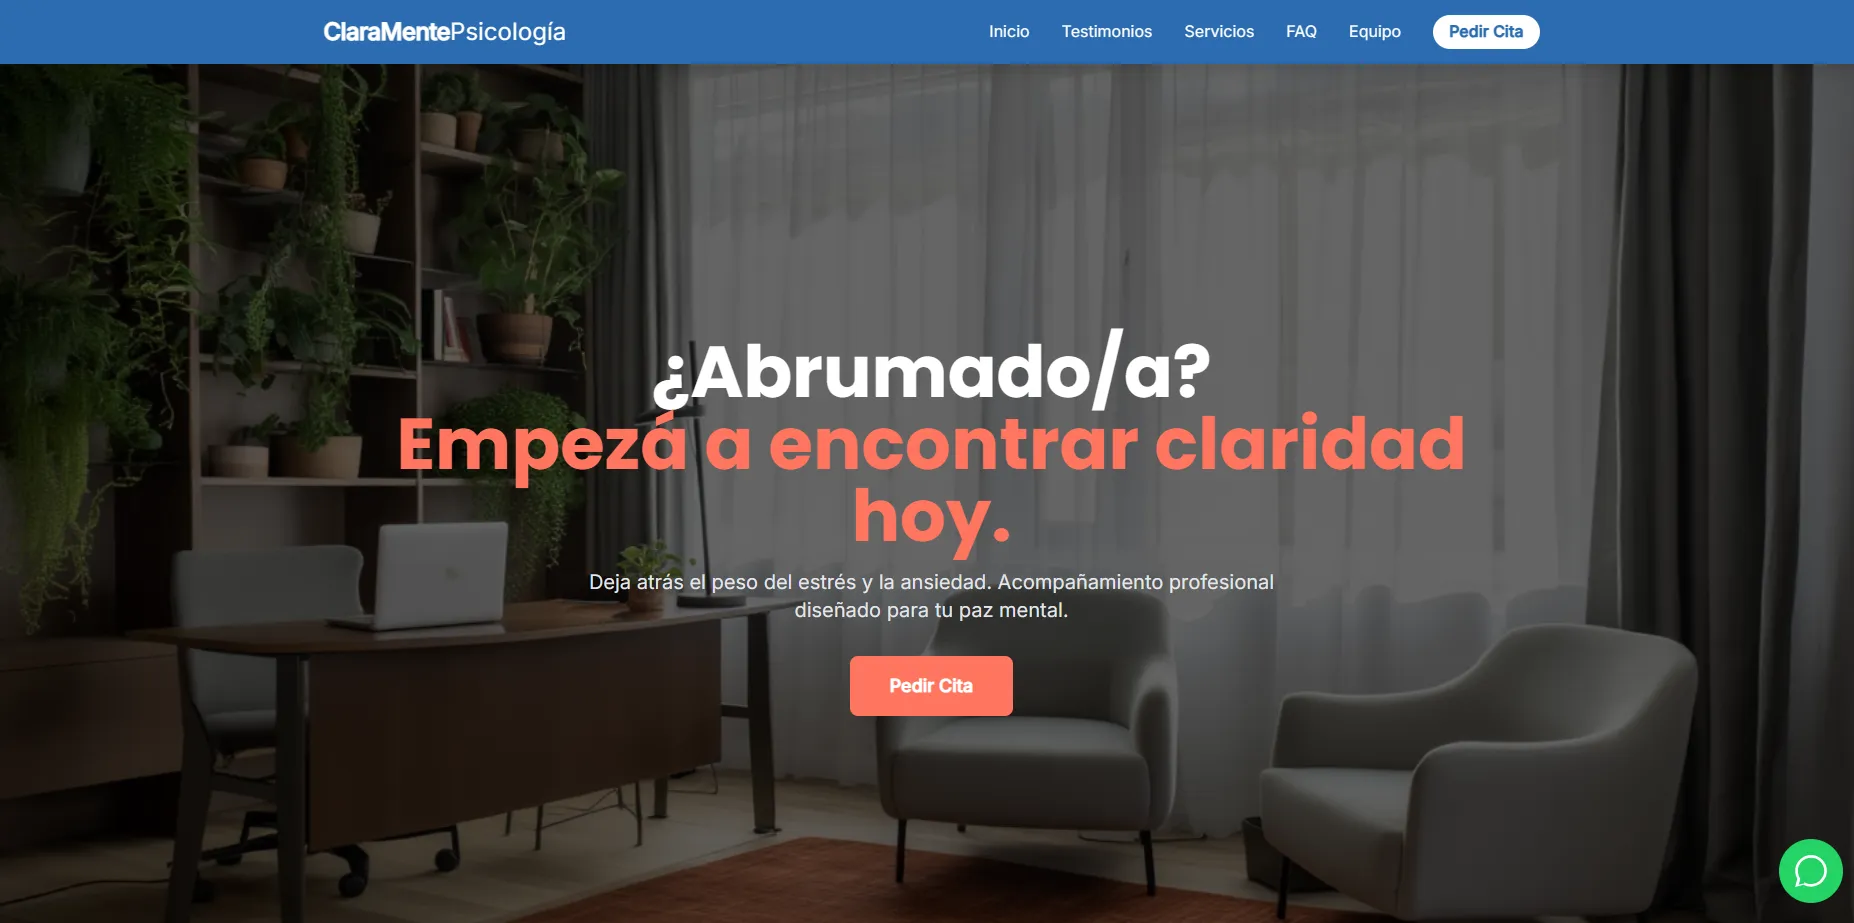 ClaraMentePsicología
Inicio
Testimonios
Servicios
FAQ
Equipo
Pedir Cita
¿Abrumado/a?
Empezá a encontrar claridad
hoy.
Deja atrás el peso del estrés y la ansiedad. Acompañamiento profesional
diseñado para tu paz mental.
Pedir Cita